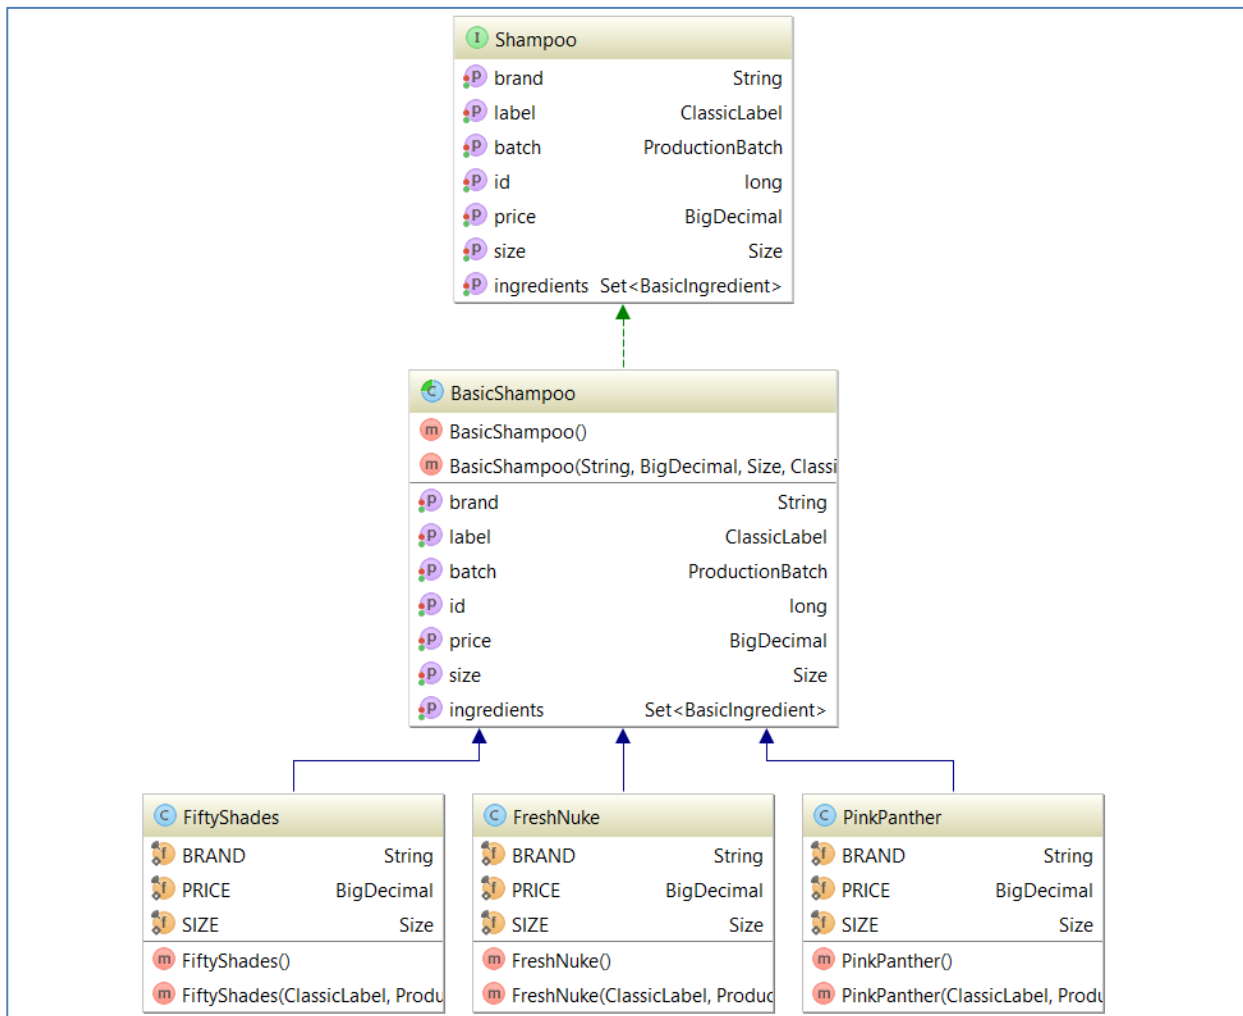 I Shampoo
p brand String
p label ClassicLabel
p batch ProductionBatch
p id long
p price BigDecimal
p size Size
p ingredients Set<BasicIngredient>
C BasicShampoo
m BasicShampoo()
m BasicShampoo(String, BigDecimal, Size, Classi
p brand String
p label ClassicLabel
p batch ProductionBatch
p id long
p price BigDecimal
p size Size
p ingredients Set<BasicIngredient>
C FiftyShades
f BRAND String
f PRICE BigDecimal
f SIZE Size
m FiftyShades()
m FiftyShades(ClassicLabel, Produ
C FreshNuke
f BRAND String
f PRICE BigDecimal
f SIZE Size
m FreshNuke()
m FreshNuke(ClassicLabel, Produc
C PinkPanther
f BRAND String
f PRICE BigDecimal
f SIZE Size
m PinkPanther()
m PinkPanther(ClassicLabel, Produ